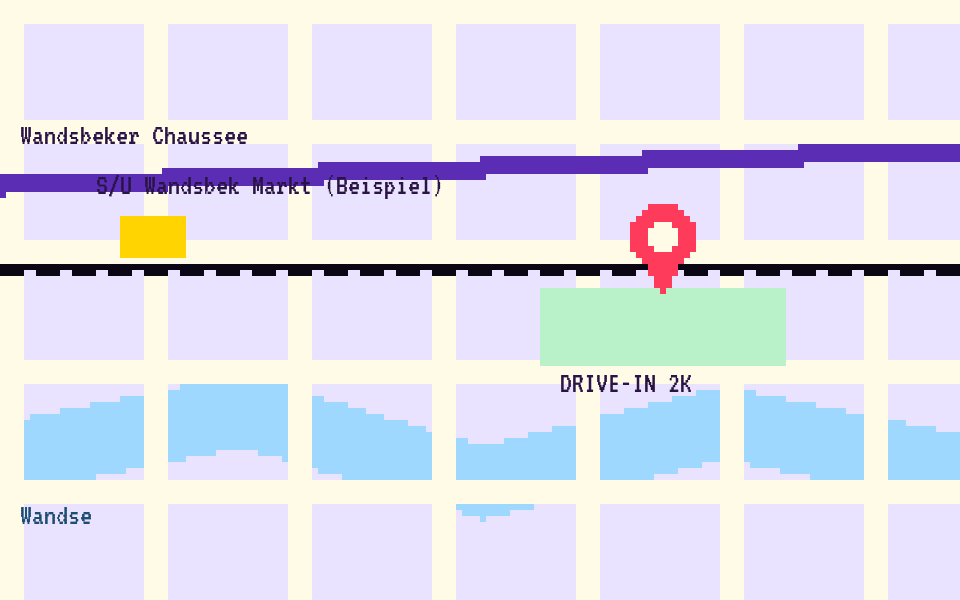 Wandsbeker Chaussee
S/U Wandsbek Markt (Beispiel)
DRIVE-IN 2K
Wandse